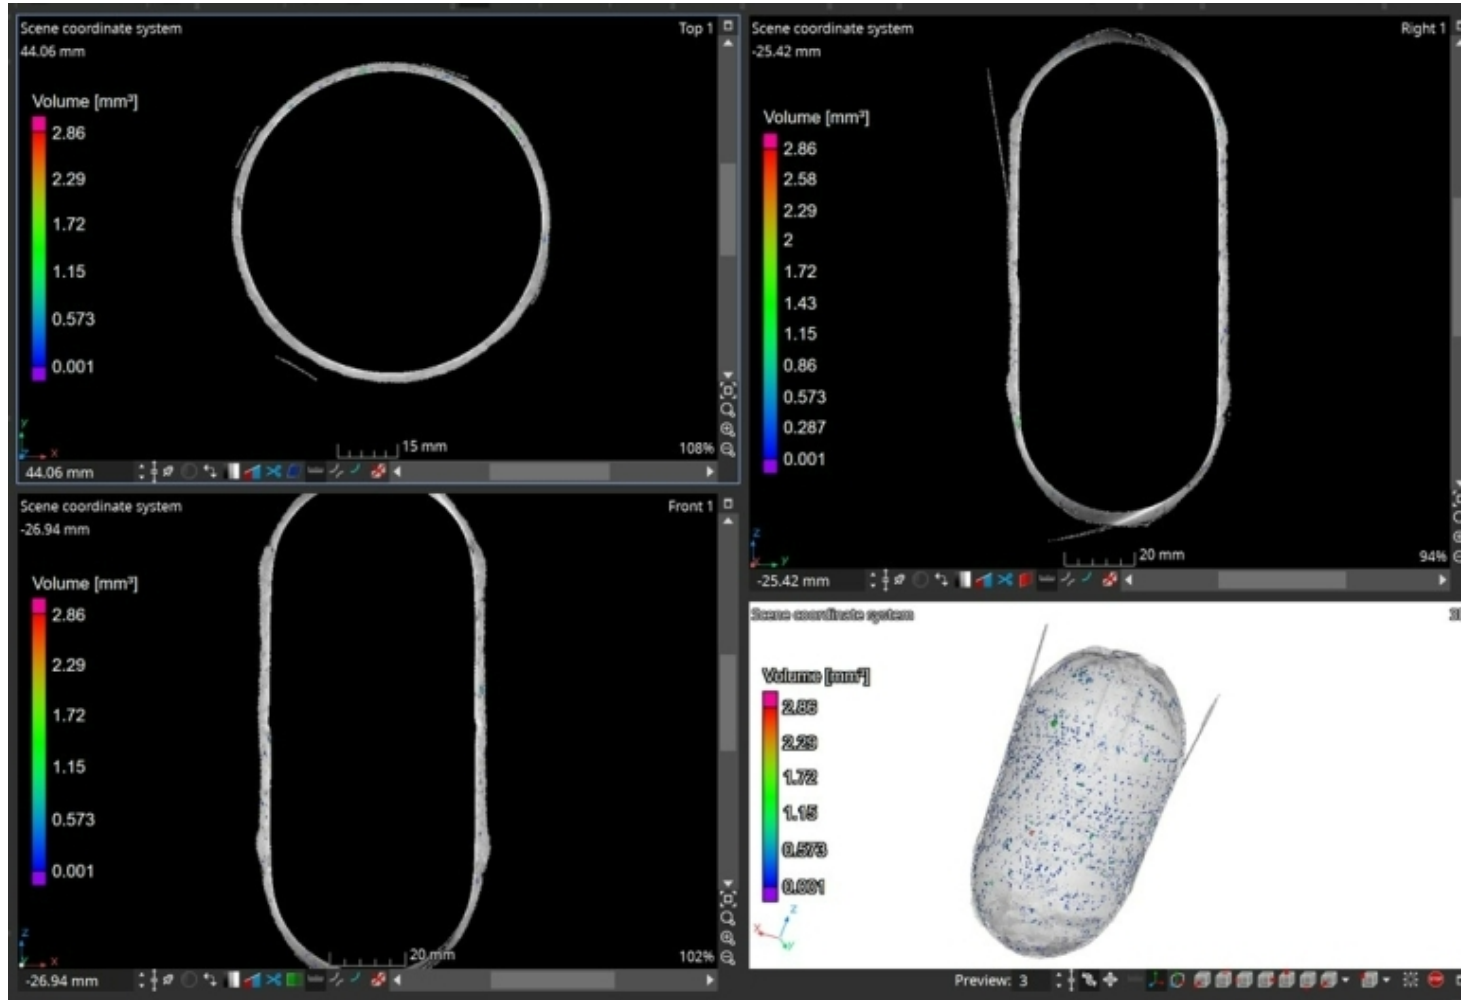 Scene coordinate system
Top 1
44.06 mm
Volume [mm³]
2.86
2.29
1.72
1.15
0.573
0.001
y
x
15 mm
108%
44.06 mm
Scene coordinate system
Right 1
-25.42 mm
Volume [mm³]
2.86
2.58
2.29
2
1.72
1.43
1.15
0.86
0.573
0.287
0.001
z
y
20 mm
94%
-25.42 mm
Scene coordinate system
Front 1
-26.94 mm
Volume [mm³]
2.86
2.29
1.72
1.15
0.573
0.001
z
x
20 mm
102%
-26.94 mm
Scene coordinate system
Volume [mm³]
2.86
2.29
1.72
1.15
0.573
0.001
z
x
y
Preview: 3